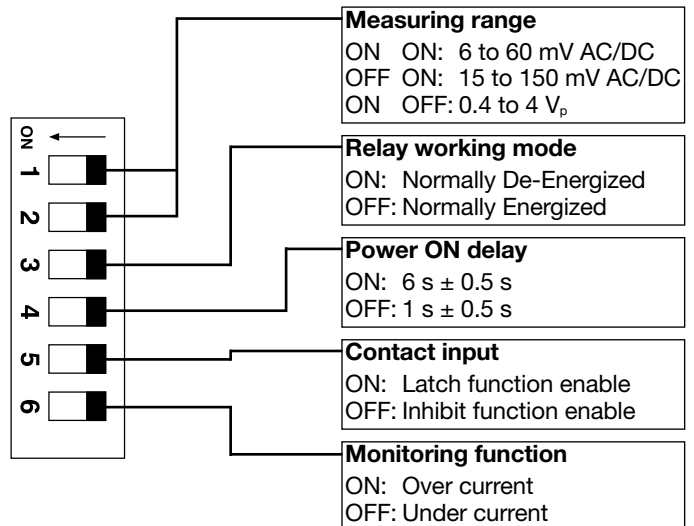 Measuring range
ON ON: 6 to 60 mV AC/DC
OFF ON: 15 to 150 mV AC/DC
ON OFF: 0.4 to 4 Vₚ
Relay working mode
ON: Normally De-Energized
OFF: Normally Energized
Power ON delay
ON: 6 s ± 0.5 s
OFF: 1 s ± 0.5 s
Contact input
ON: Latch function enable
OFF: Inhibit function enable
Monitoring function
ON: Over current
OFF: Under current
ON
1
2
3
4
5
6